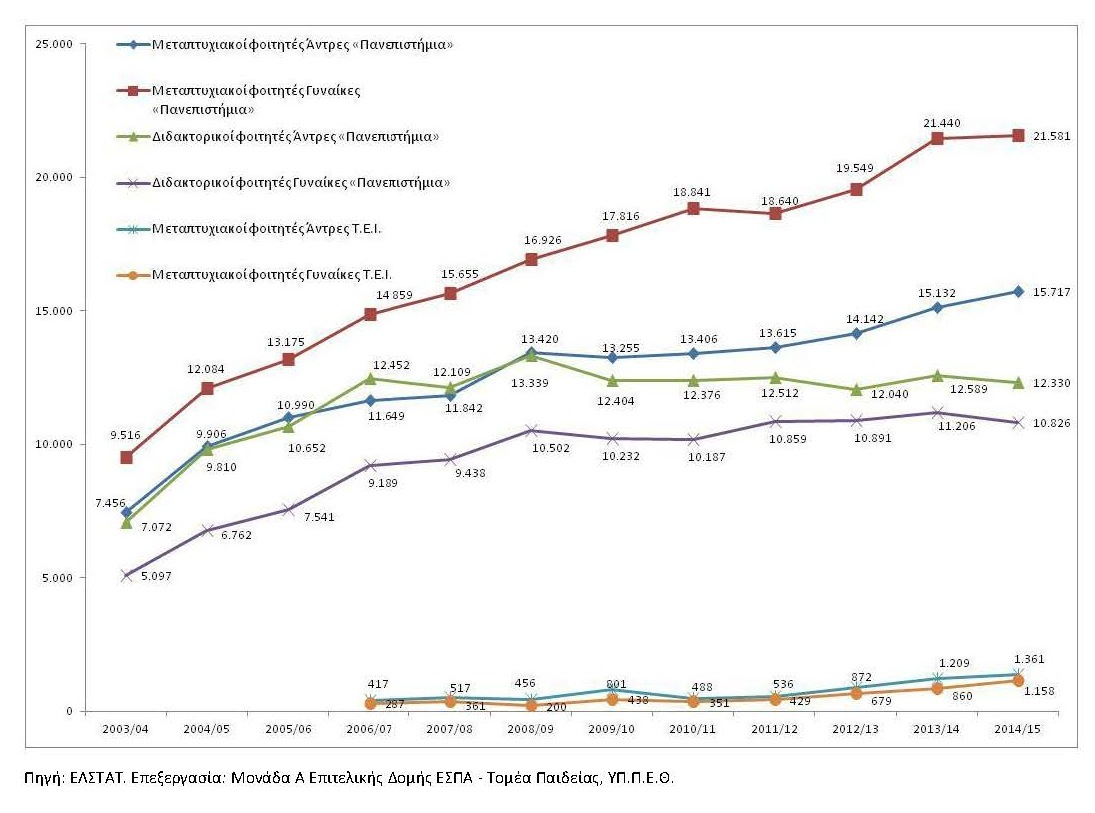 25.000
20.000
15.000
10.000
5.000
0
Μεταπτυχιακοί φοιτητές Άντρες «Πανεπιστήμια»
Μεταπτυχιακοί φοιτητές Γυναίκες
«Πανεπιστήμια»
Διδακτορικοί φοιτητές Άντρες «Πανεπιστήμια»
Διδακτορικοί φοιτητές Γυναίκες «Πανεπιστήμια»
Μεταπτυχιακοί φοιτητές Άντρες Τ.Ε.Ι.
Μεταπτυχιακοί φοιτητές Γυναίκες Τ.Ε.Ι.
9.516 12.084 13.175 14 859 15.655 16.926 17.816 18.841 18.640 19.549 21.440 21.581
7.456 9.906 10.990 11.649 11.842 13.420 13.255 13.406 13.615 14.142 15.132 15.717
7.072 9.810 10.652 12.452 12.109 13.339 12.404 12.376 12.512 12.040 12.589 12.330
5.097 6.762 7.541 9.189 9.438 10.502 10.232 10.187 10.859 10.891 11.206 10.826
417 517 456 801 488 536 872 1.209 1.361
287 361 200 438 351 429 679 860 1.158
2003/04 2004/05 2005/06 2006/07 2007/08 2008/09 2009/10 2010/11 2011/12 2012/13 2013/14 2014/15
Πηγή: ΕΛΣΤΑΤ. Επεξεργασία: Μονάδα Α Επιτελικής Δομής ΕΣΠΑ - Τομέα Παιδείας, ΥΠ.Π.Ε.Θ.